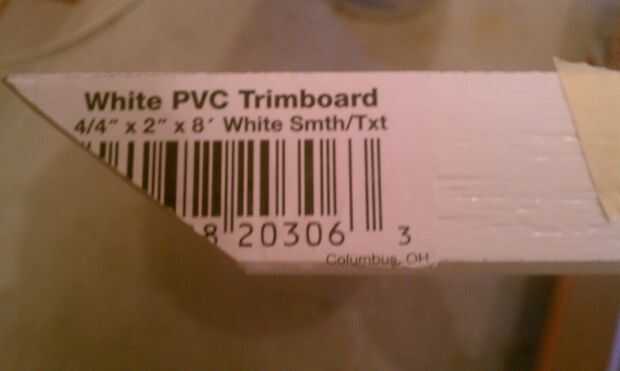 White PVC Trimboard
4/4" x 2" x 8' White Smth/Txt
8 20306 3
Columbus, OH